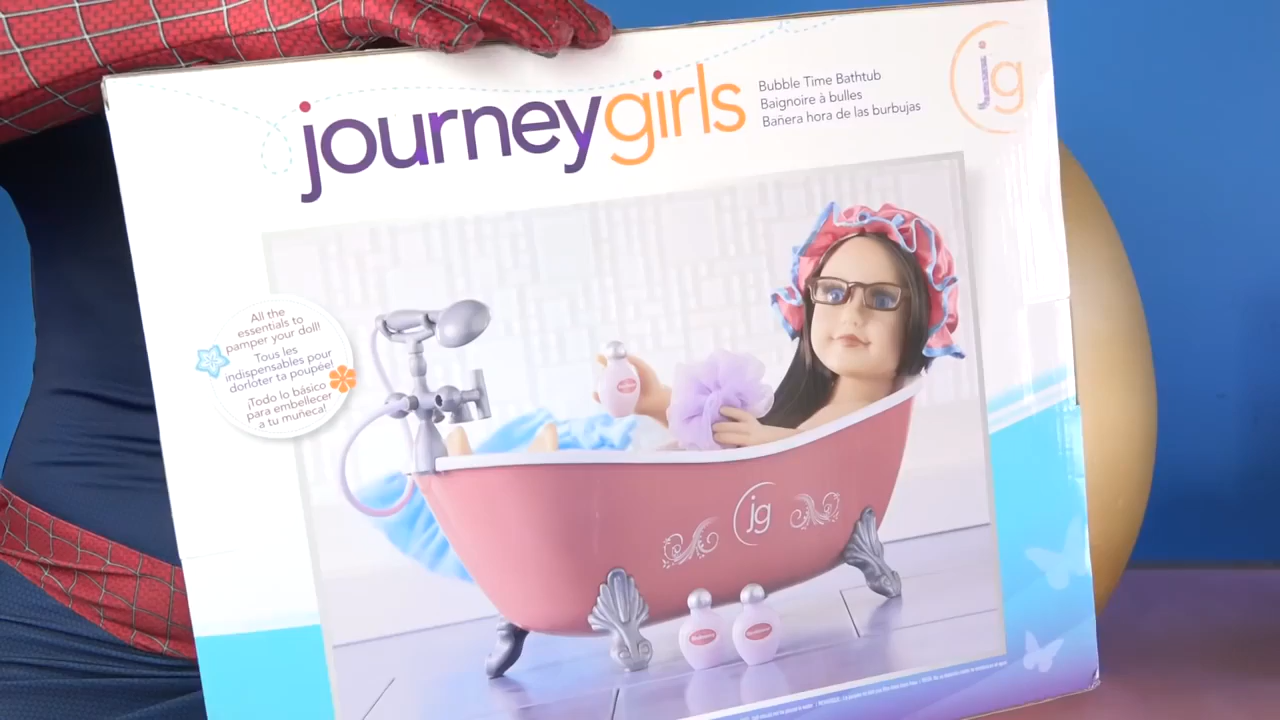 journeygirls
Bubble Time Bathtub
Baignoire à bulles
Bañera hora de las burbujas
jg
All the
essentials to
pamper your doll!
Tous les
indispensables pour
dorloter ta poupée!
¡Todo lo básico
para embellecer
a tu muñeca!
jg